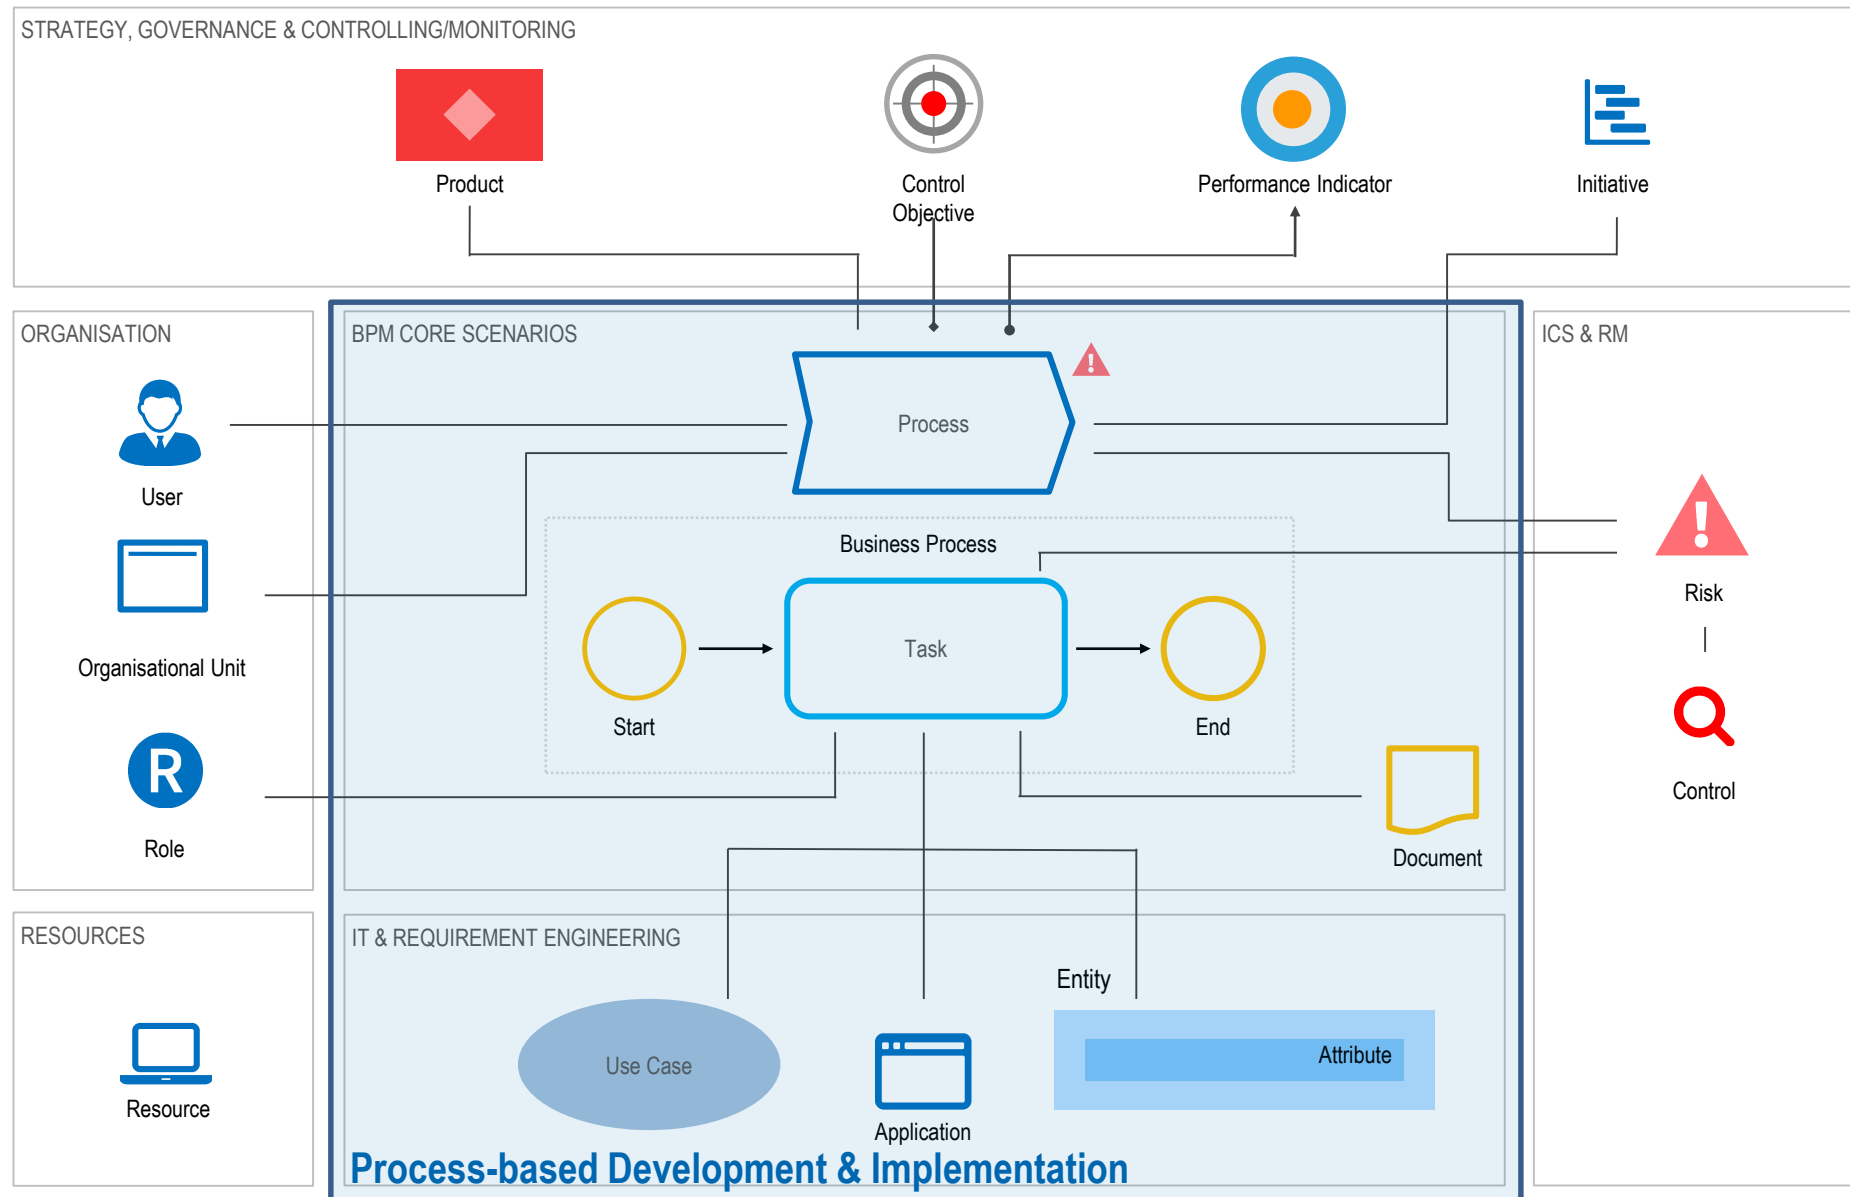 STRATEGY, GOVERNANCE & CONTROLLING/MONITORING
Product
Control
Objective
Performance Indicator
Initiative
ORGANISATION
User
Organisational Unit
R
Role
BPM CORE SCENARIOS
Process
Business Process
Start
Task
End
Document
ICS & RM
Risk
Control
RESOURCES
Resource
IT & REQUIREMENT ENGINEERING
Use Case
Application
Entity
Attribute
Process-based Development & Implementation